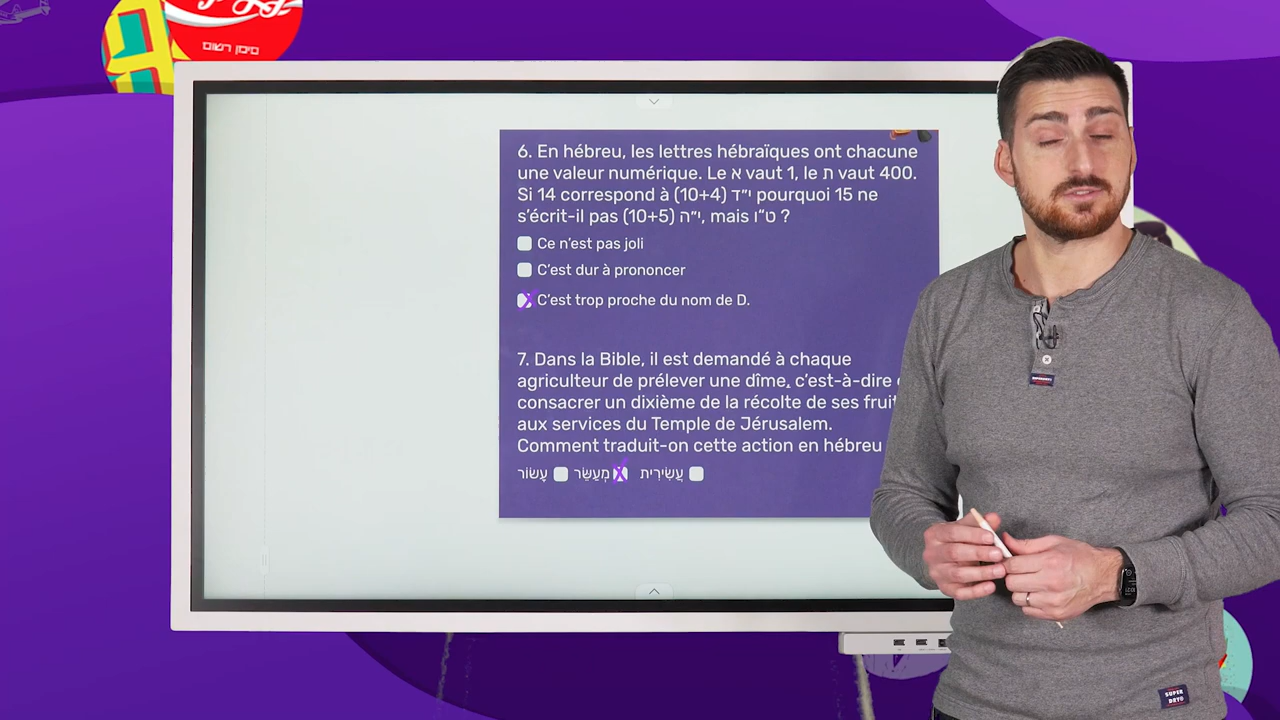 סימן רשום
6. En hébreu, les lettres hébraïques ont chacune
une valeur numérique. Le א vaut 1, le ת vaut 400.
Si 14 correspond à (10+4) י״ד pourquoi 15 ne
s’écrit-il pas (10+5) י״ה, mais ט״ו ?
Ce n’est pas joli
C’est dur à prononcer
C’est trop proche du nom de D.
7. Dans la Bible, il est demandé à chaque
agriculteur de prélever une dîme, c’est-à-dire
consacrer un dixième de la récolte de ses
aux services du Temple de Jérusalem.
Comment traduit-on cette action en hébreu
עָשׂוֹר מְעַשֵּׂר עֲשִׂירִית
SUPER
DRY